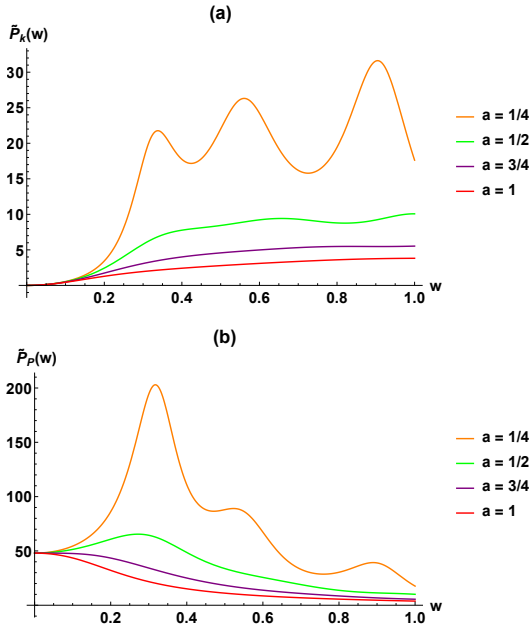 (a)
P̃ₖ(w)
30
25
20
15
10
5
0.2 0.4 0.6 0.8 1.0 w
a = 1/4
a = 1/2
a = 3/4
a = 1
(b)
P̃ₚ(w)
200
150
100
50
0.2 0.4 0.6 0.8 1.0 w
a = 1/4
a = 1/2
a = 3/4
a = 1